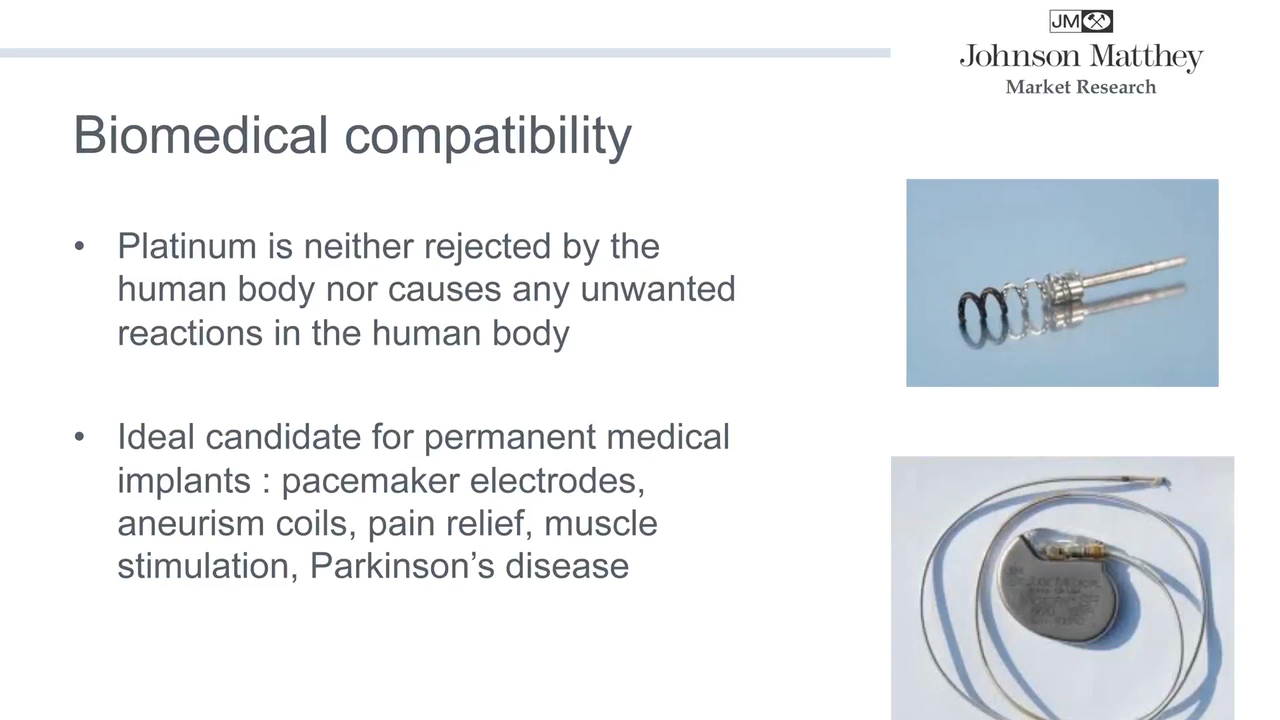 JM
Johnson Matthey
Market Research
Biomedical compatibility
• Platinum is neither rejected by the
human body nor causes any unwanted
reactions in the human body
• Ideal candidate for permanent medical
implants : pacemaker electrodes,
aneurism coils, pain relief, muscle
stimulation, Parkinson’s disease